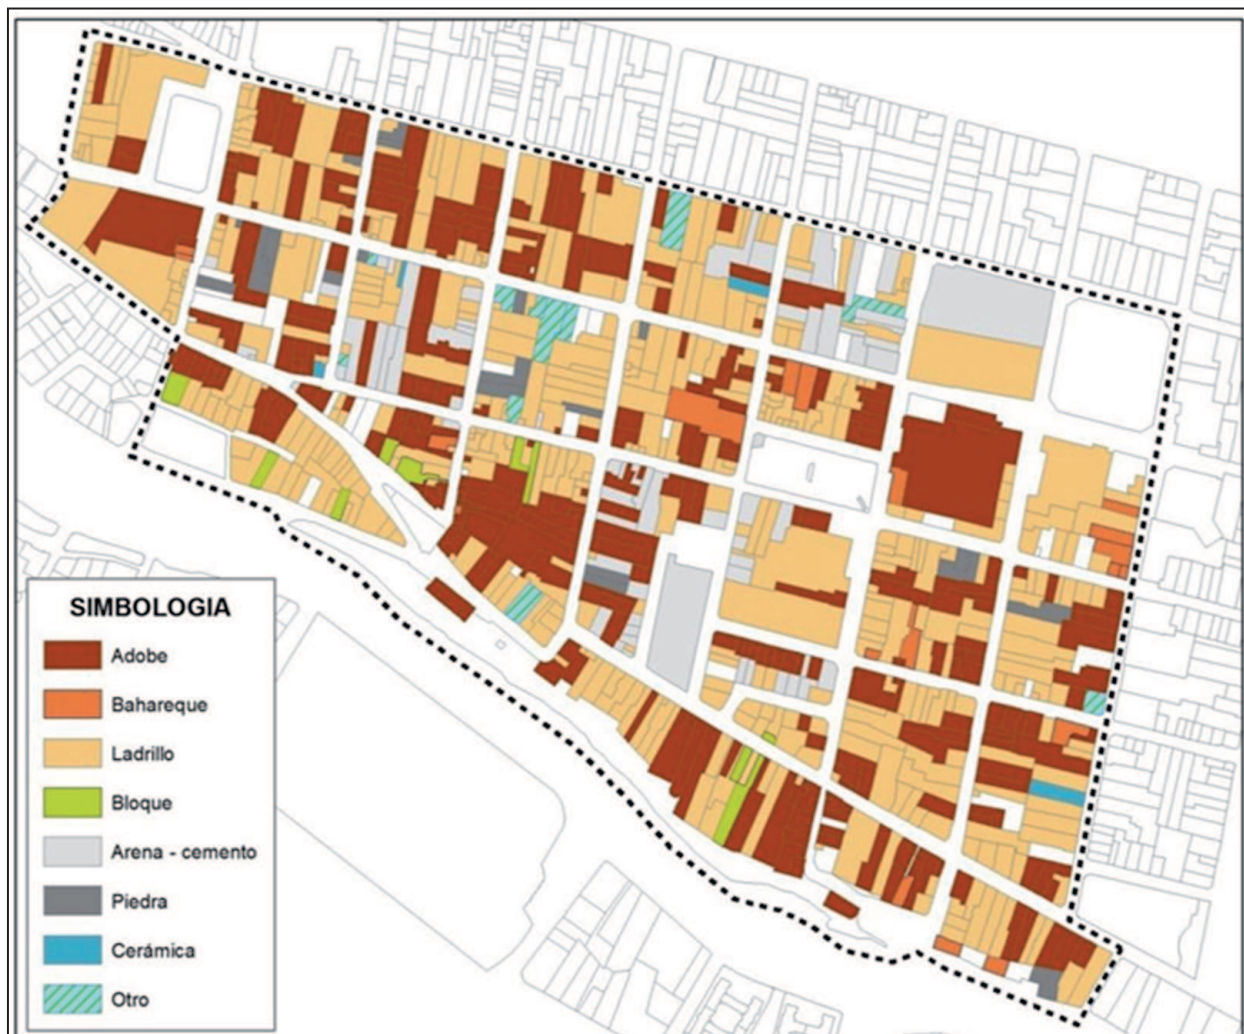 SIMBOLOGIA
Adobe
Bahareque
Ladrillo
Bloque
Arena - cemento
Piedra
Cerámica
Otro